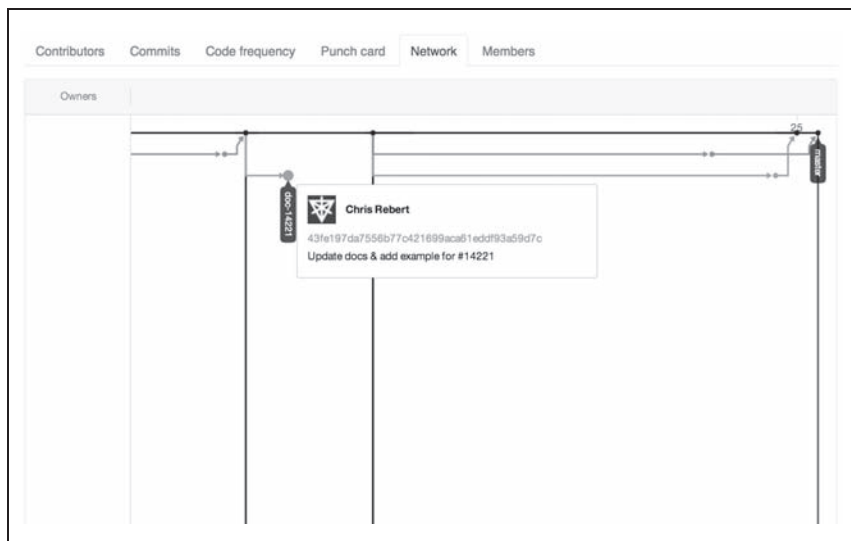 Contributors Commits Code frequency Punch card Network Members
Owners
25
master
doc-14221
Chris Rebert
43fe197da7556b77c421699aca61eddf93a59d7c
Update docs & add example for #14221